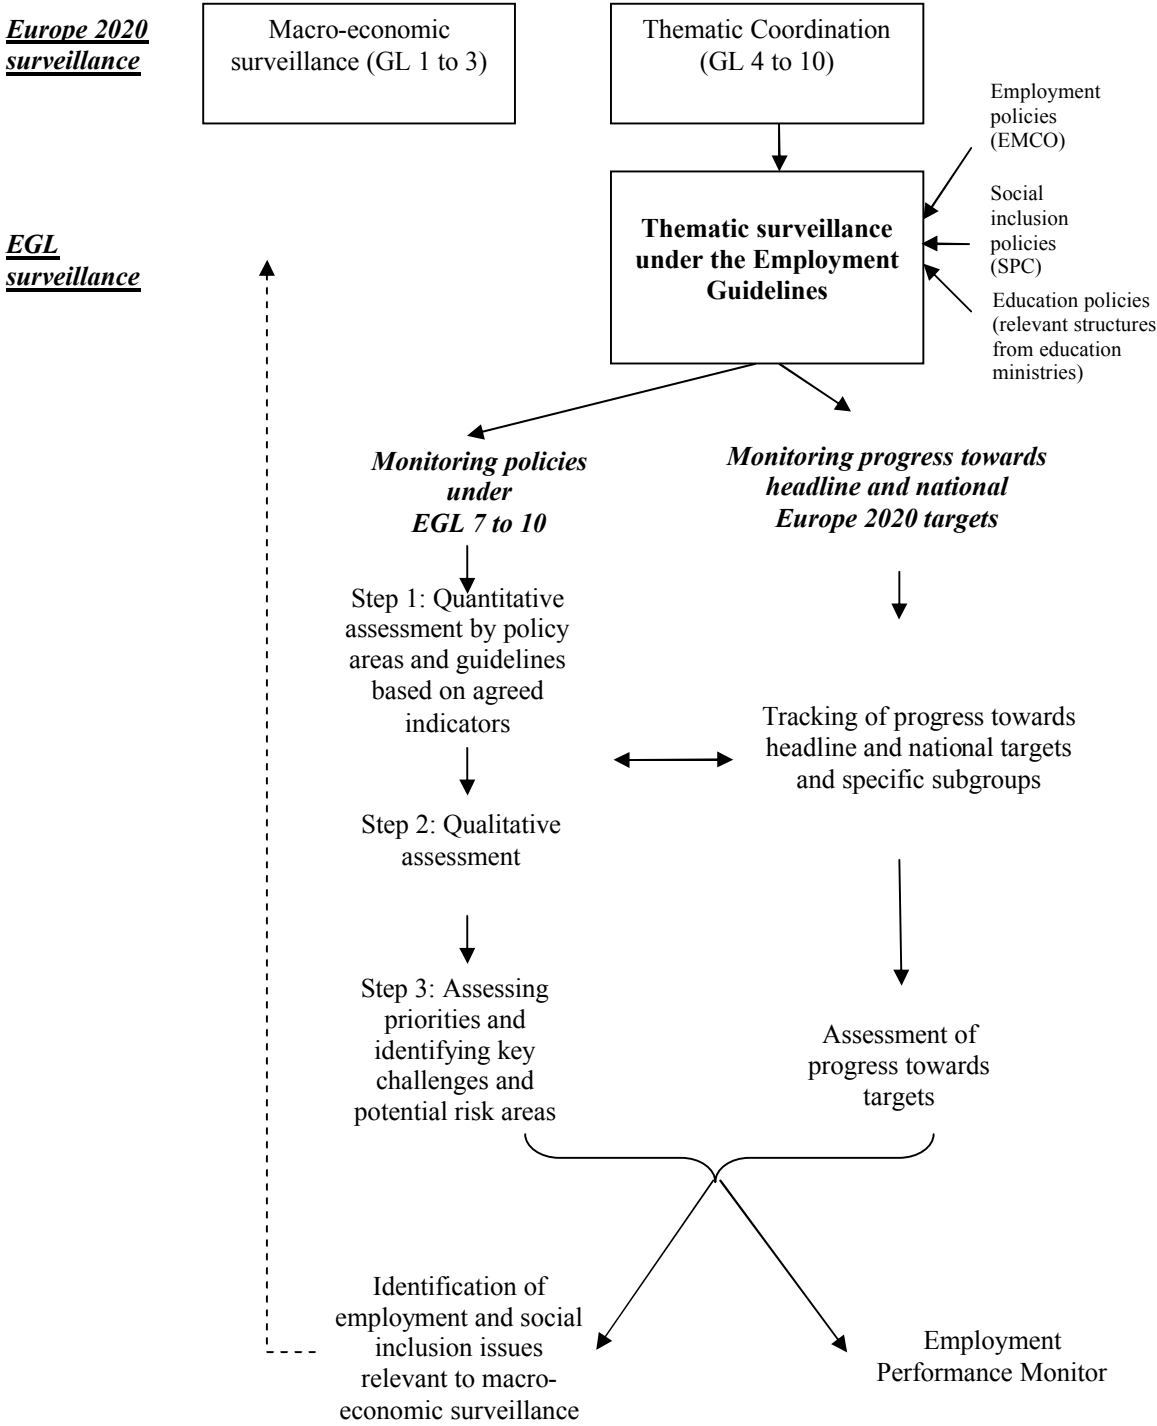 Europe 2020
surveillance
Macro-economic
surveillance (GL 1 to 3)
Thematic Coordination
(GL 4 to 10)
Employment
policies
(EMCO)
Social
inclusion
policies
(SPC)
Education policies
(relevant structures
from education
ministries)
EGL
surveillance
Thematic surveillance
under the Employment
Guidelines
Monitoring policies
under
EGL 7 to 10
Monitoring progress towards
headline and national
Europe 2020 targets
Step 1: Quantitative
assessment by policy
areas and guidelines
based on agreed
indicators
Tracking of progress towards
headline and national targets
and specific subgroups
Step 2: Qualitative
assessment
Step 3: Assessing
priorities and
identifying key
challenges and
potential risk areas
Assessment of
progress towards
targets
Identification of
employment and social
inclusion issues
relevant to macro-
economic surveillance
Employment
Performance Monitor